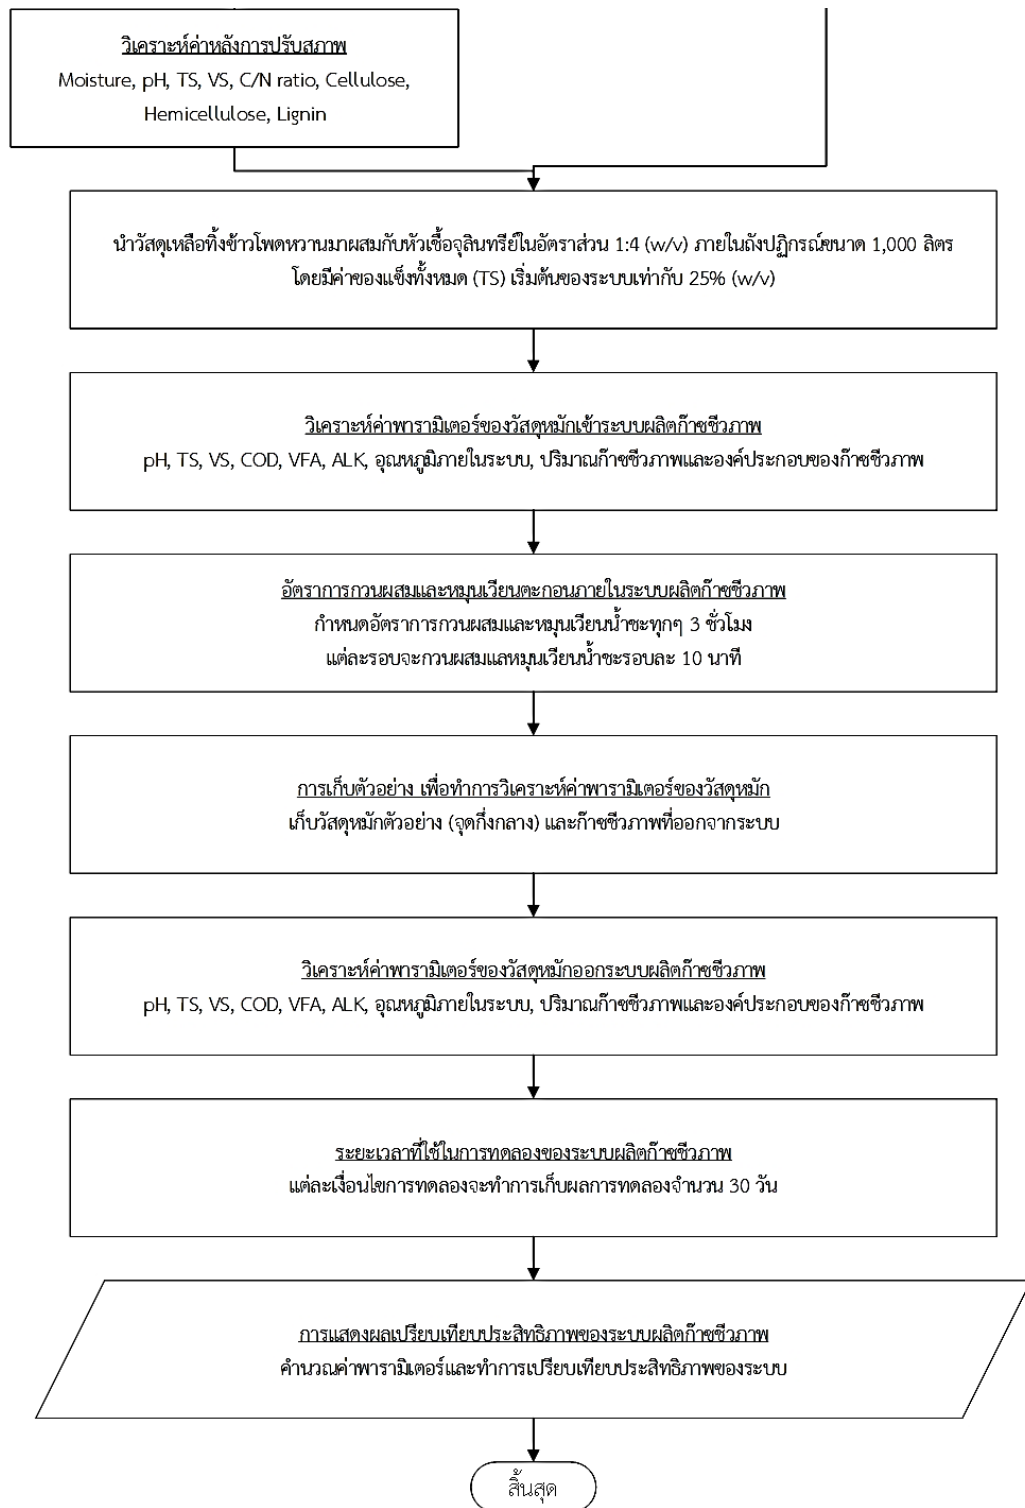 วิเคราะห์ค่าหลังการปรับสภาพ
Moisture, pH, TS, VS, C/N ratio, Cellulose,
Hemicellulose, Lignin
นำวัสดุเหลือทิ้งข้าวโพดหวานมาผสมกับหัวเชื้อจุลินทรีย์ในอัตราส่วน 1:4 (w/v) ภายในถังปฏิกรณ์ขนาด 1,000 ลิตร
โดยมีค่าของแข็งทั้งหมด (TS) เริ่มต้นของระบบเท่ากับ 25% (w/v)
วิเคราะห์ค่าพารามิเตอร์ของวัสดุหมักเข้าระบบผลิตก๊าซชีวภาพ
pH, TS, VS, COD, VFA, ALK, อุณหภูมิภายในระบบ, ปริมาณก๊าซชีวภาพและองค์ประกอบของก๊าซชีวภาพ
อัตราการกวนผสมและหมุนเวียนตะกอนภายในระบบผลิตก๊าซชีวภาพ
กำหนดอัตราการกวนผสมและหมุนเวียนน้ำชะทุกๆ 3 ชั่วโมง
แต่ละรอบจะกวนผสมแลหมุนเวียนน้ำชะรอบละ 10 นาที
การเก็บตัวอย่าง เพื่อทำการวิเคราะห์ค่าพารามิเตอร์ของวัสดุหมัก
เก็บวัสดุหมักตัวอย่าง (จุดกึ่งกลาง) และก๊าซชีวภาพที่ออกจากระบบ
วิเคราะห์ค่าพารามิเตอร์ของวัสดุหมักออกระบบผลิตก๊าซชีวภาพ
pH, TS, VS, COD, VFA, ALK, อุณหภูมิภายในระบบ, ปริมาณก๊าซชีวภาพและองค์ประกอบของก๊าซชีวภาพ
ระยะเวลาที่ใช้ในการทดลองของระบบผลิตก๊าซชีวภาพ
แต่ละเงื่อนไขการทดลองจะทำการเก็บผลการทดลองจำนวน 30 วัน
การแสดงผลเปรียบเทียบประสิทธิภาพของระบบผลิตก๊าซชีวภาพ
คำนวณค่าพารามิเตอร์และทำการเปรียบเทียบประสิทธิภาพของระบบ
สิ้นสุด